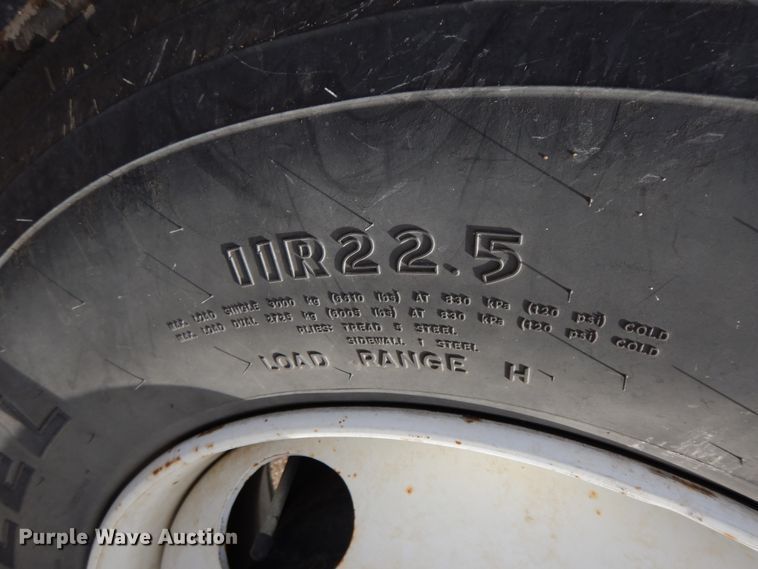 11R22.5
MAX. LOAD SINGLE 3000 kg (6610 lbs) AT 830 kPa (120 psi) COLD
MAX. LOAD DUAL 2725 kg (6005 lbs) AT 830 kPa (120 psi) COLD
PLIES: TREAD 5 STEEL
SIDEWALL 1 STEEL
LOAD RANGE H
Purple Wave Auction